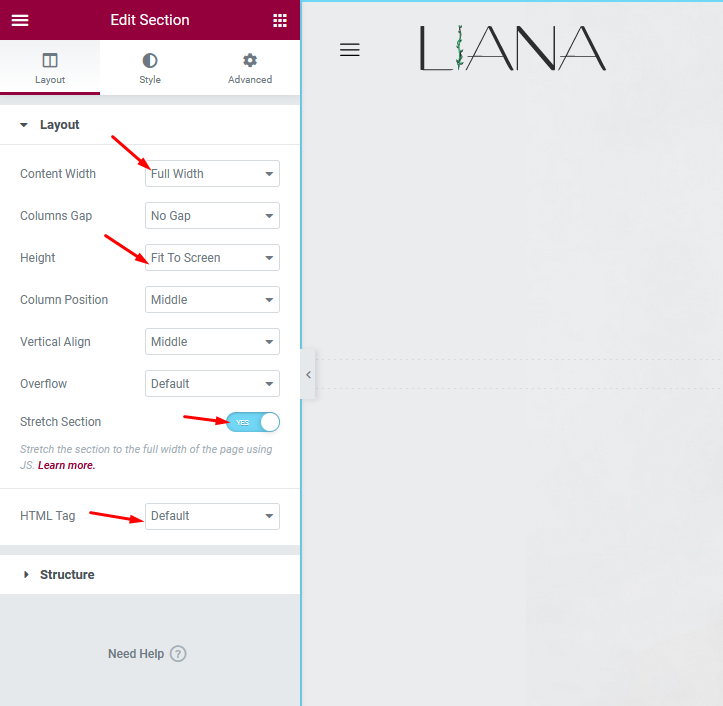 Edit Section
Layout
Style
Advanced
Layout
Content Width
Full Width
Columns Gap
No Gap
Height
Fit To Screen
Column Position
Middle
Vertical Align
Middle
Overflow
Default
Stretch Section
YES
Stretch the section to the full width of the page using
JS. Learn more.
HTML Tag
Default
Structure
Need Help ?
LIANA